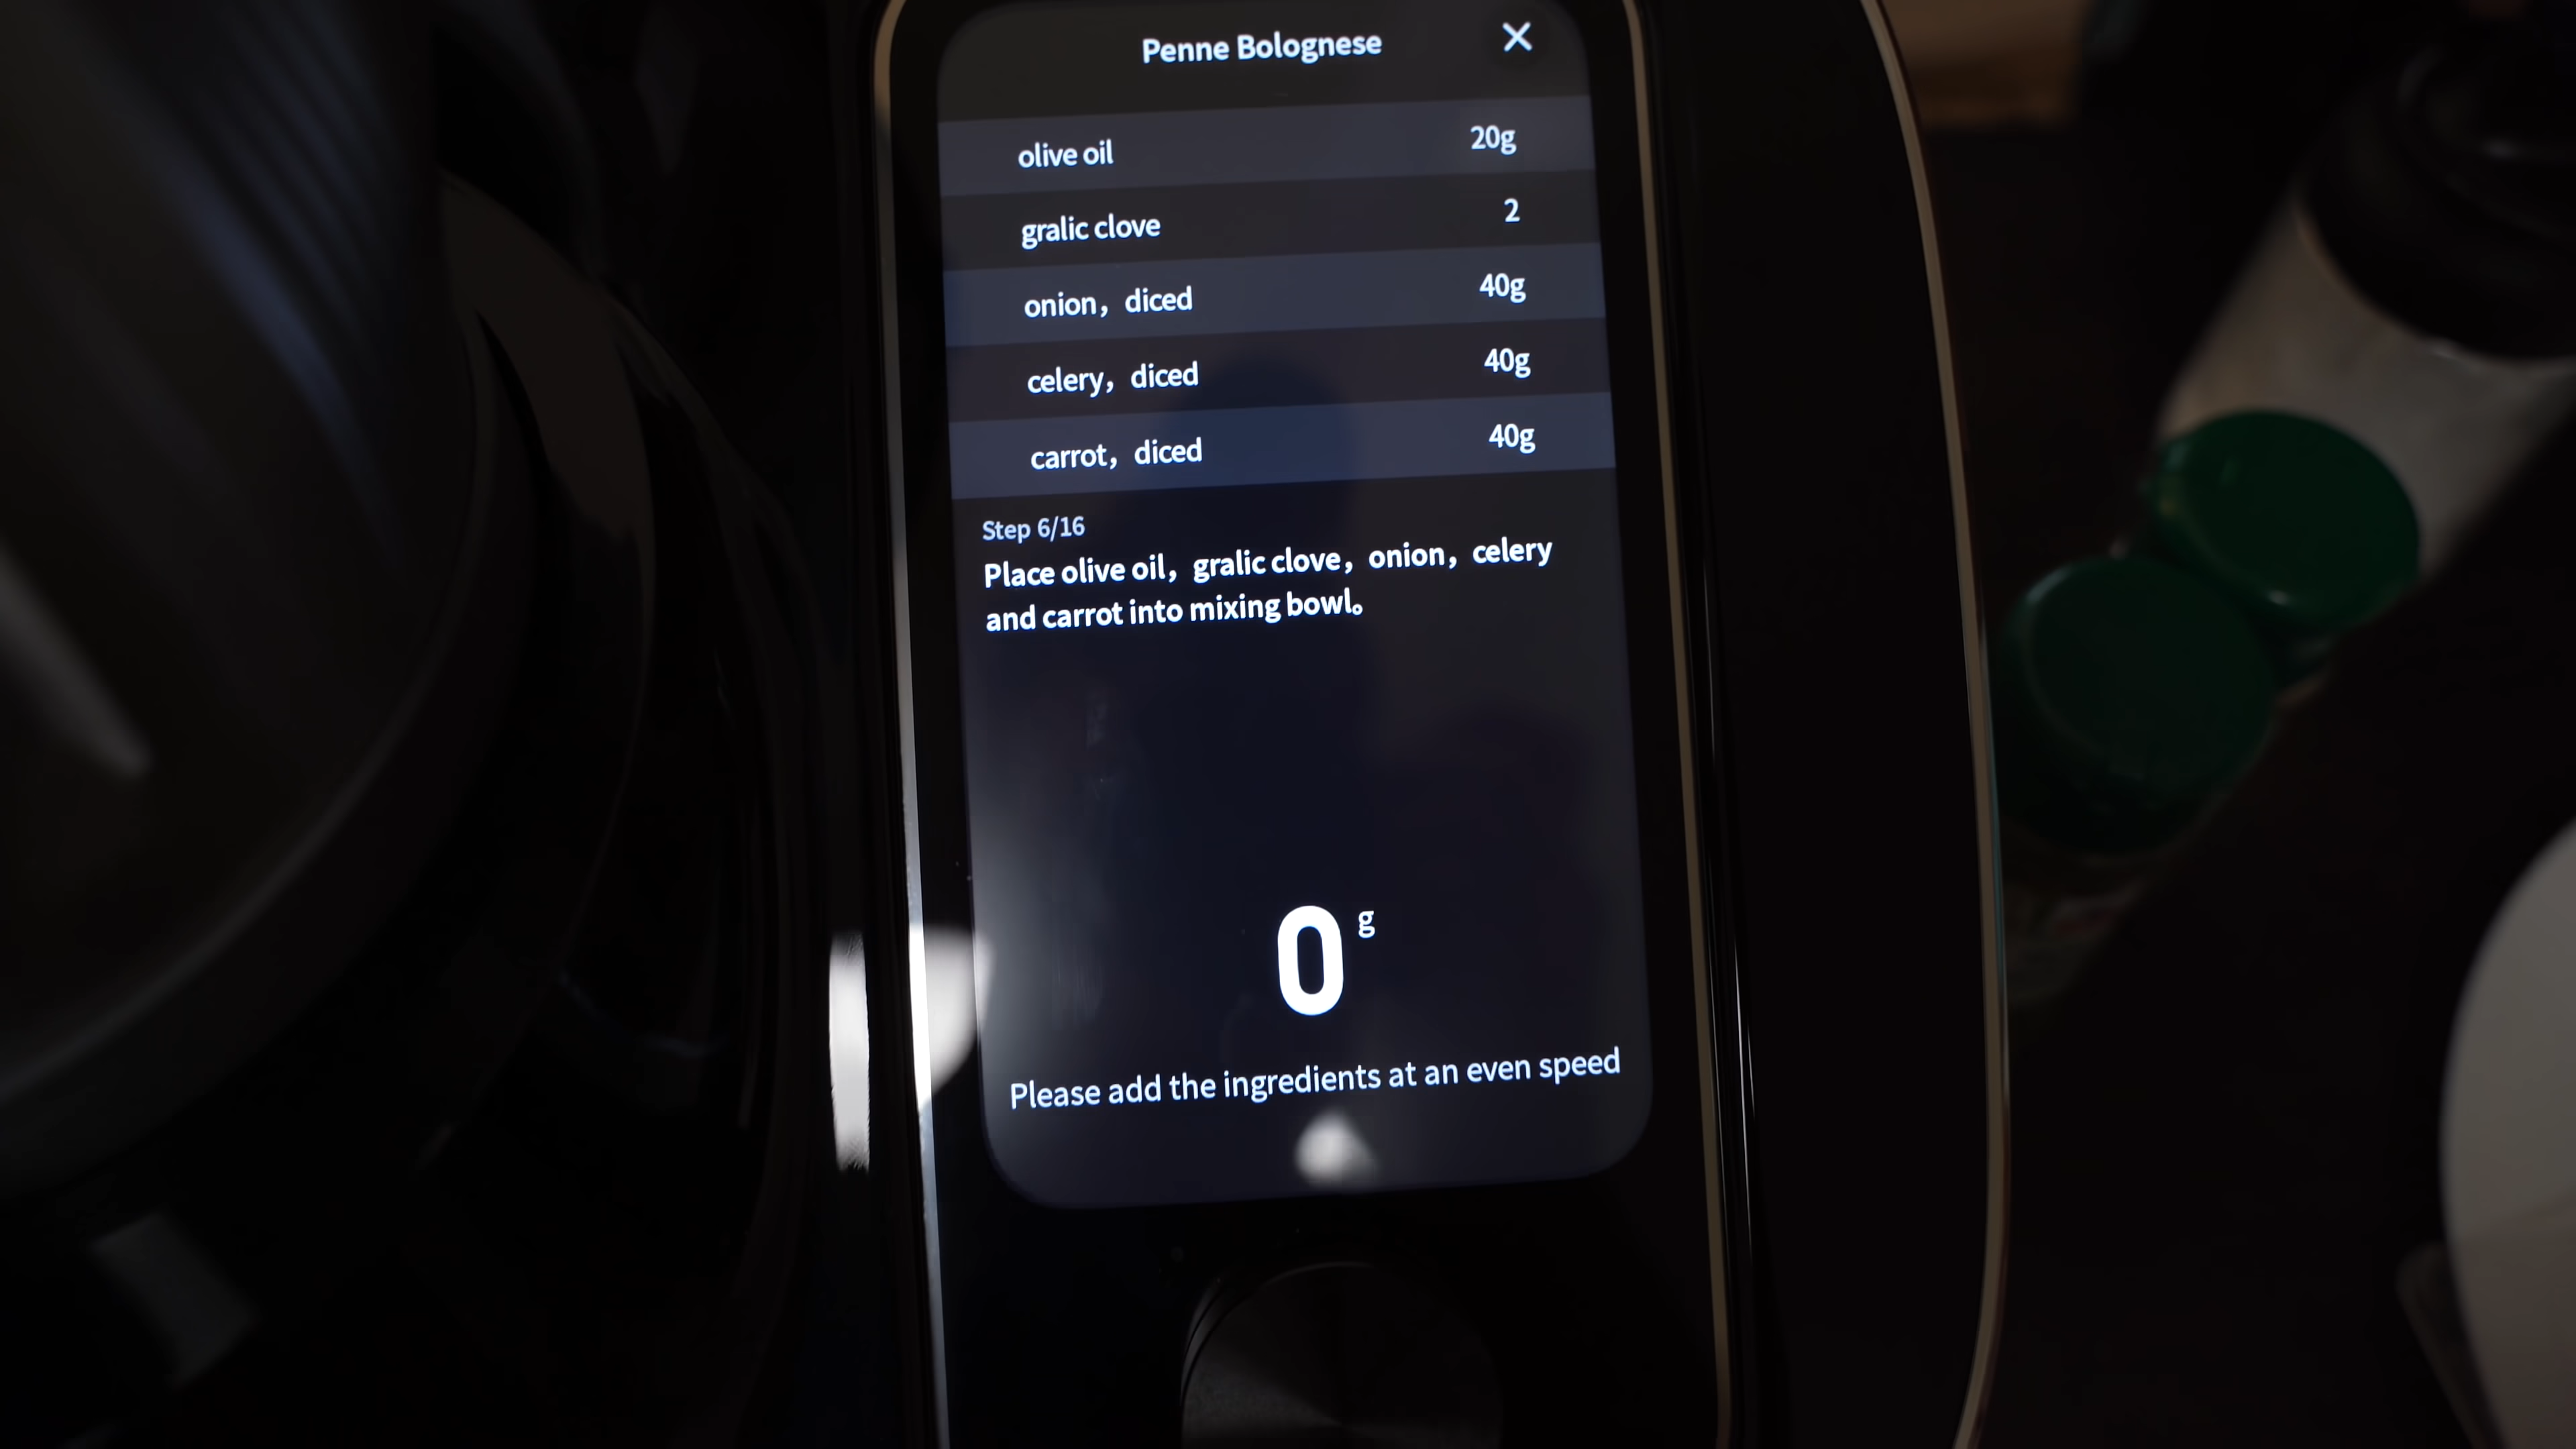 Penne Bolognese
olive oil 20g
gralic clove 2
onion，diced 40g
celery，diced 40g
carrot，diced 40g
Step 6/16
Place olive oil，gralic clove，onion，celery
and carrot into mixing bowl。
0 g
Please add the ingredients at an even speed